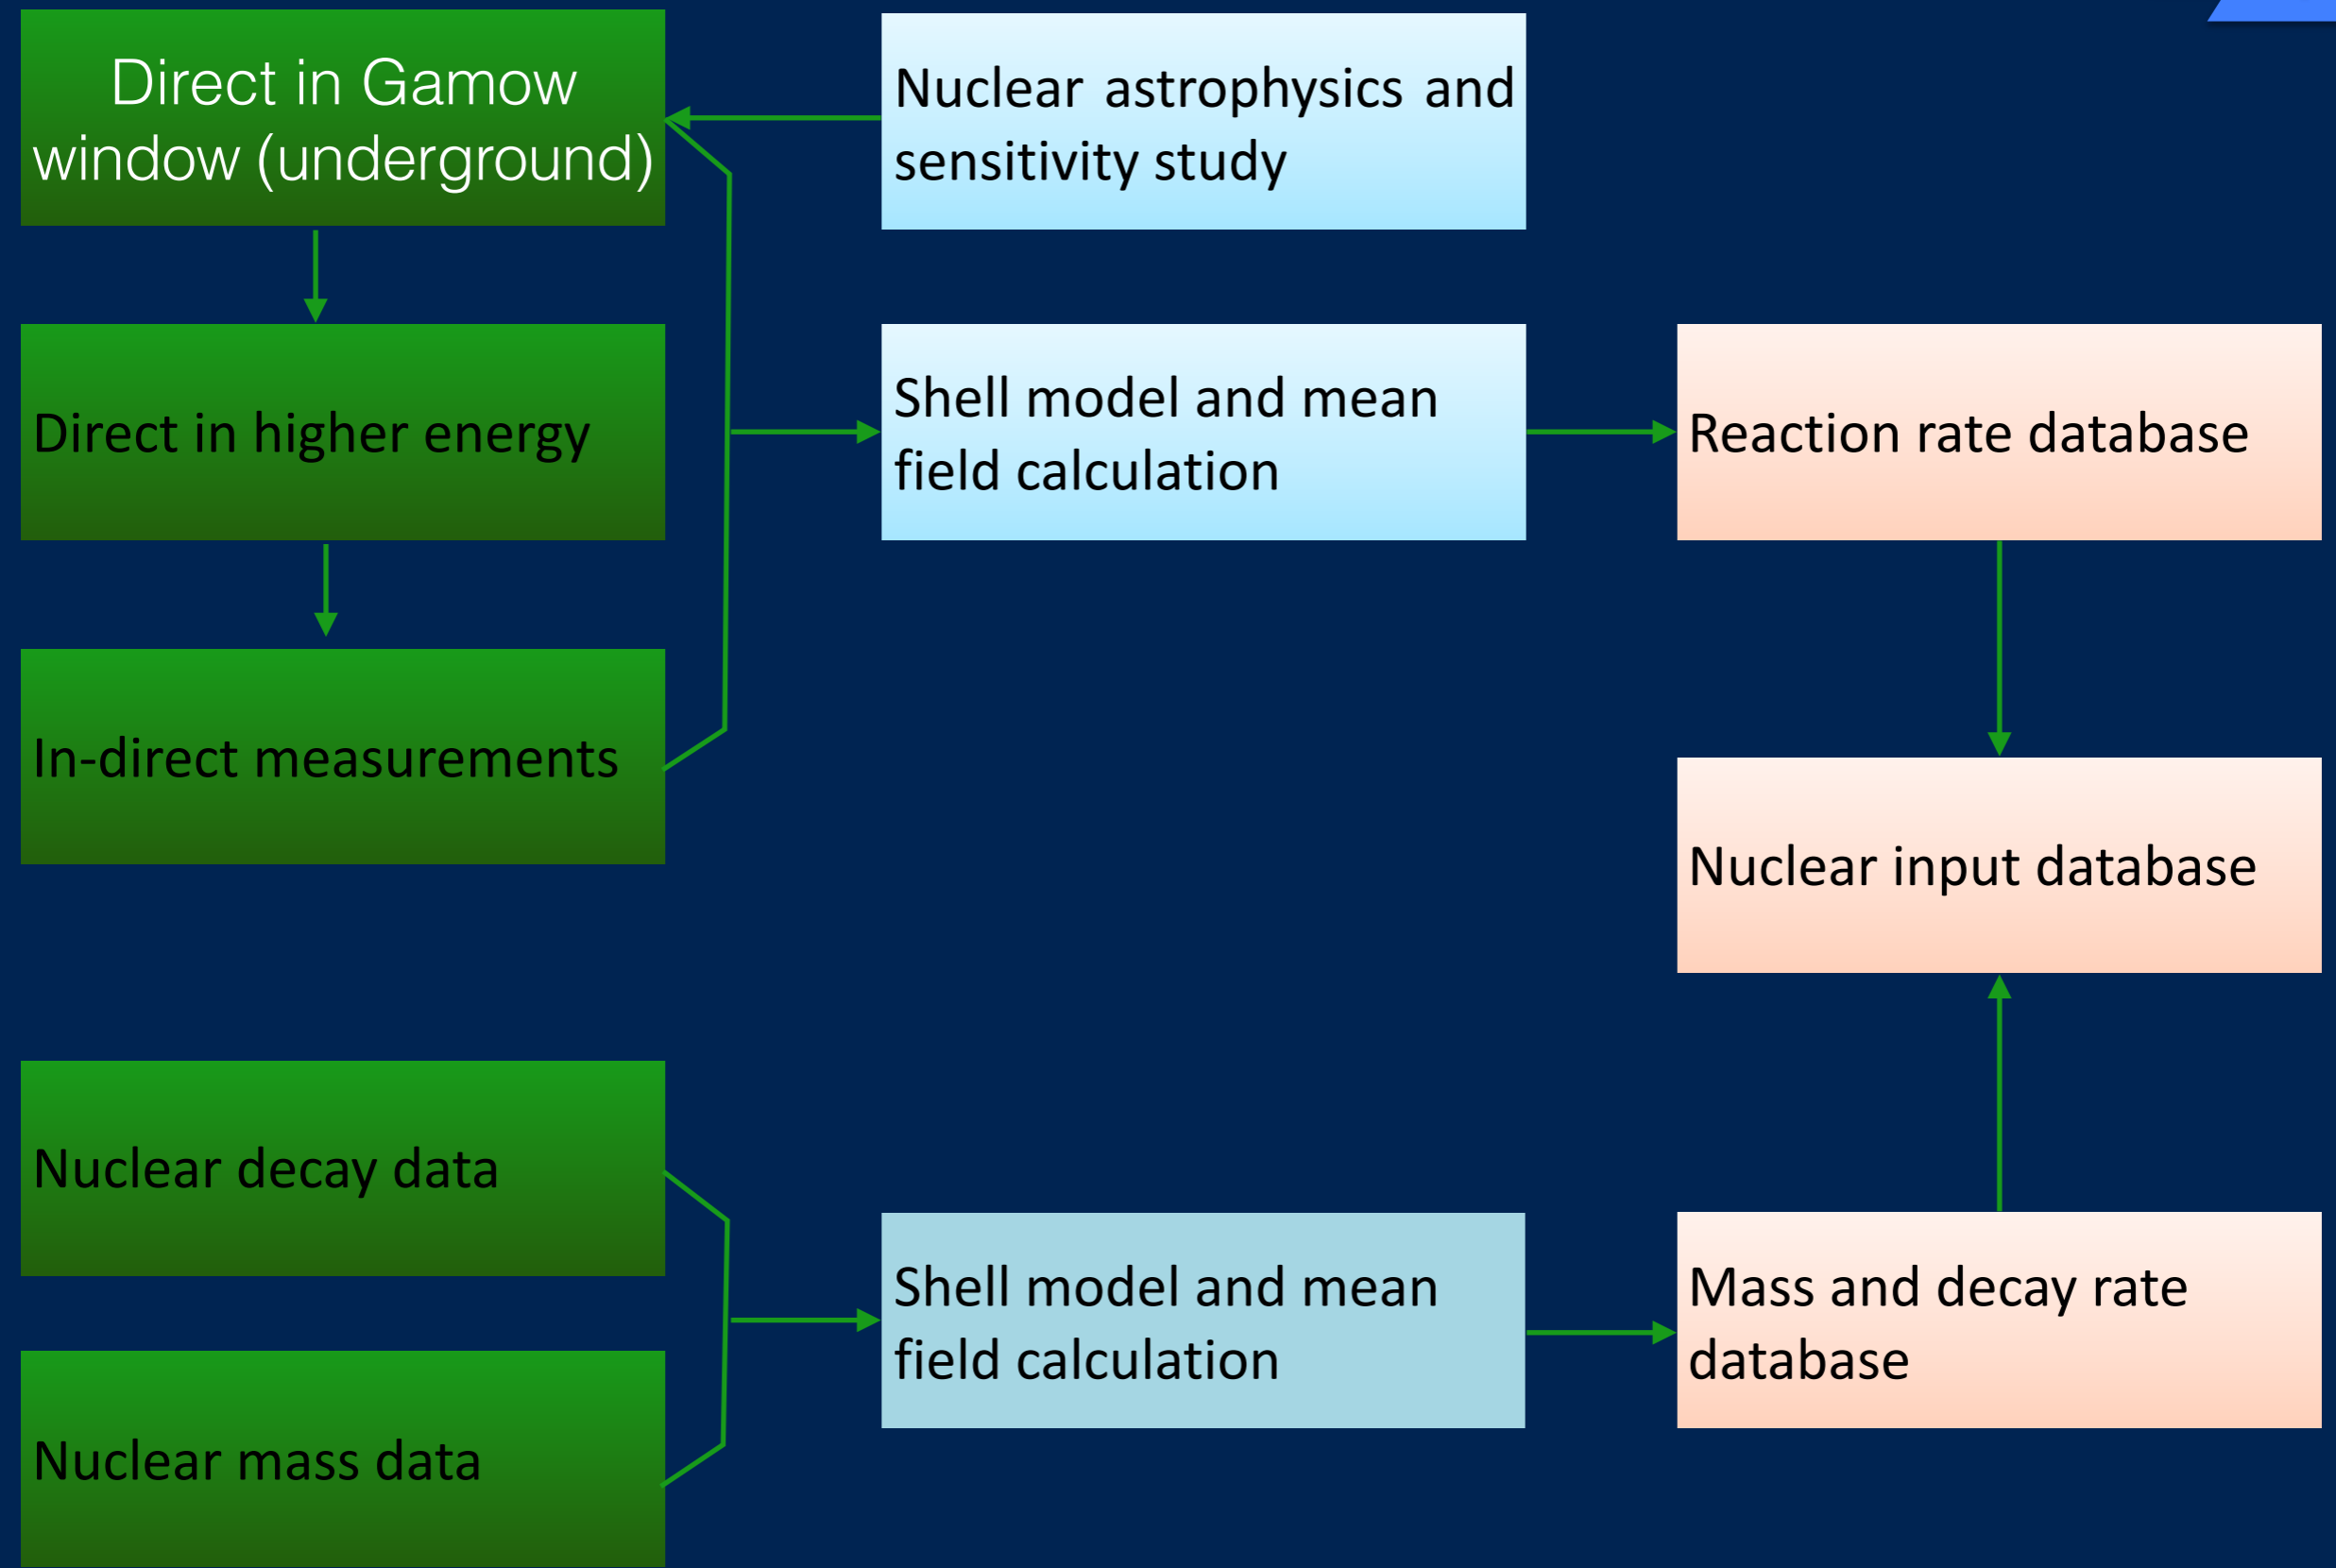 Direct in Gamow
window (underground)
Nuclear astrophysics and
sensitivity study
Direct in higher energy
Shell model and mean
field calculation
Reaction rate database
In-direct measurements
Nuclear input database
Nuclear decay data
Shell model and mean
field calculation
Mass and decay rate
database
Nuclear mass data